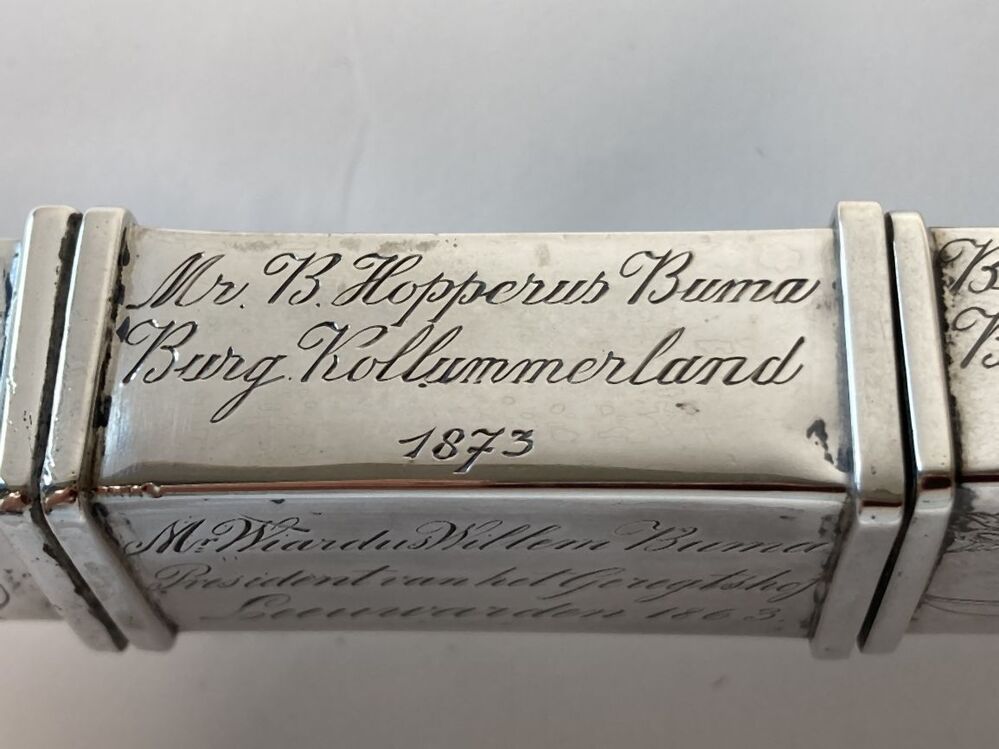 Mr. B. Hopperus Buma
Burg. Kollummerland
1873
Mr. Wiardus Willem Buma
President van het Geregtshof
Leeuwarden 1863.
B
B